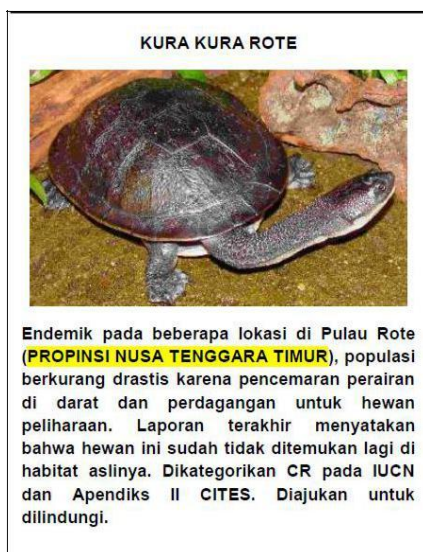 KURA KURA ROTE
Endemik pada beberapa lokasi di Pulau Rote
(PROPINSI NUSA TENGGARA TIMUR), populasi
berkurang drastis karena pencemaran perairan
di darat dan perdagangan untuk hewan
peliharaan. Laporan terakhir menyatakan
bahwa hewan ini sudah tidak ditemukan lagi di
habitat aslinya. Dikategorikan CR pada IUCN
dan Apendiks II CITES. Diajukan untuk
dilindungi.